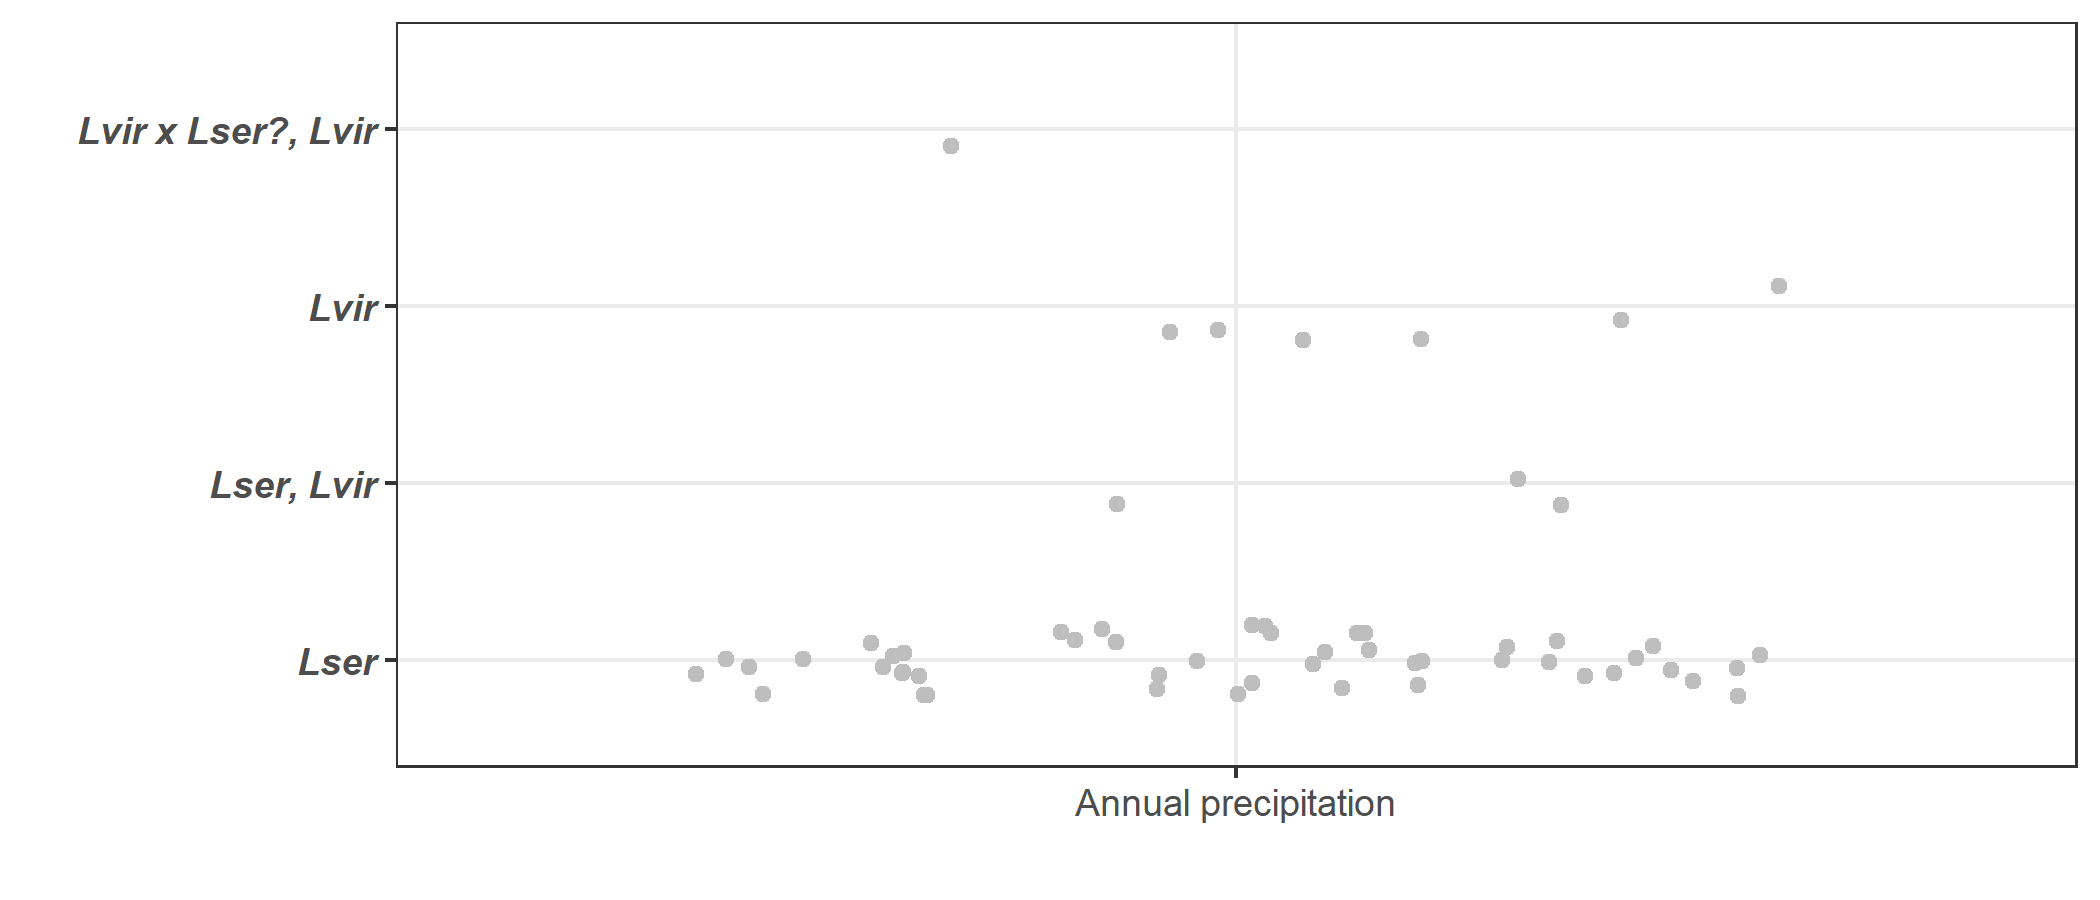 Lvir x Lser?, Lvir
Lvir
Lser, Lvir
Lser
Annual precipitation